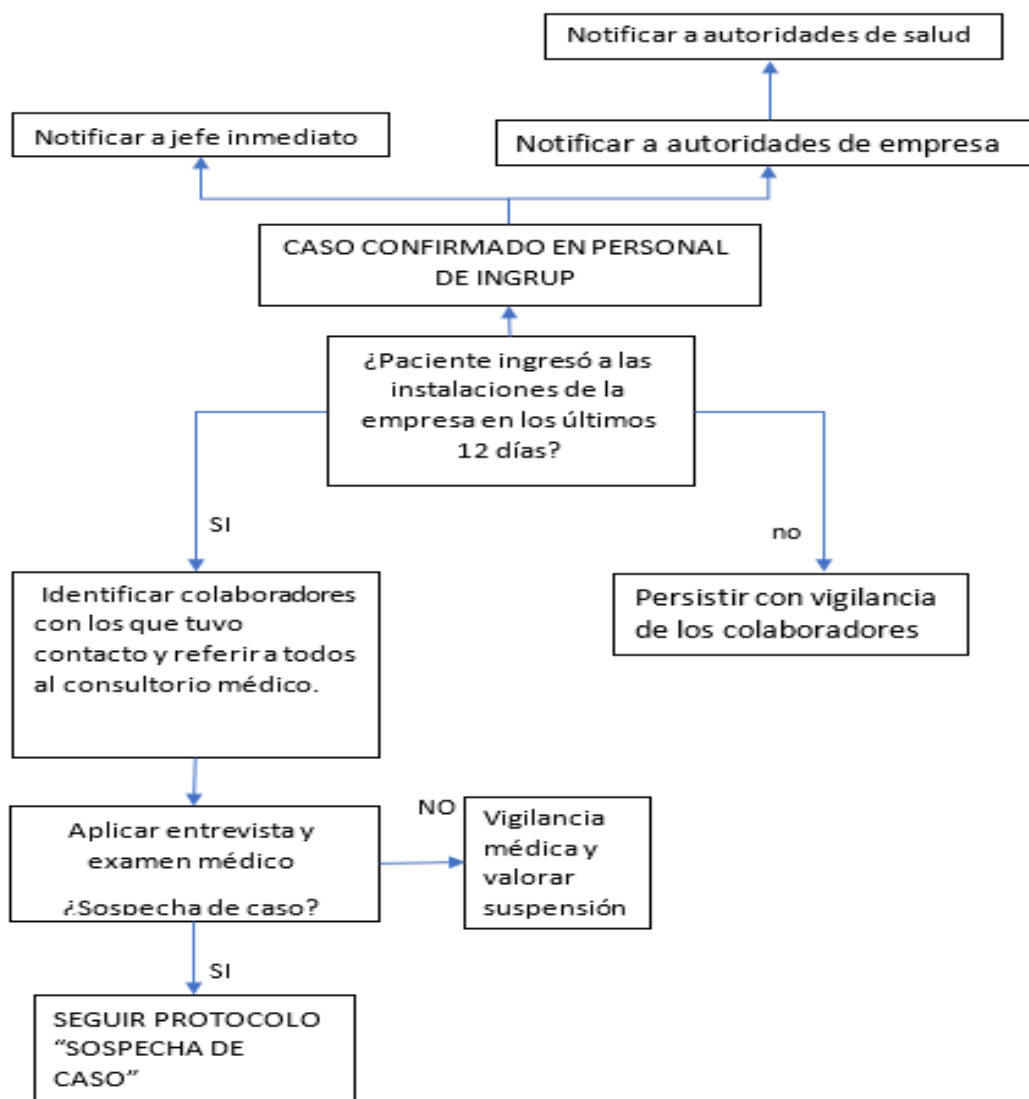 Notificar a autoridades de salud
Notificar a jefe inmediato
Notificar a autoridades de empresa
CASO CONFIRMADO EN PERSONAL
DE INGRUP
¿Paciente ingresó a las
instalaciones de la
empresa en los últimos
12 días?
SI
no
Identificar colaboradores
con los que tuvo
contacto y referir a todos
al consultorio médico.
Persistir con vigilancia
de los colaboradores
Aplicar entrevista y
examen médico
¿Sospecha de caso?
NO
Vigilancia
médica y
valorar
suspensión
SI
SEGUIR PROTOCOLO
“SOSPECHA DE
CASO”